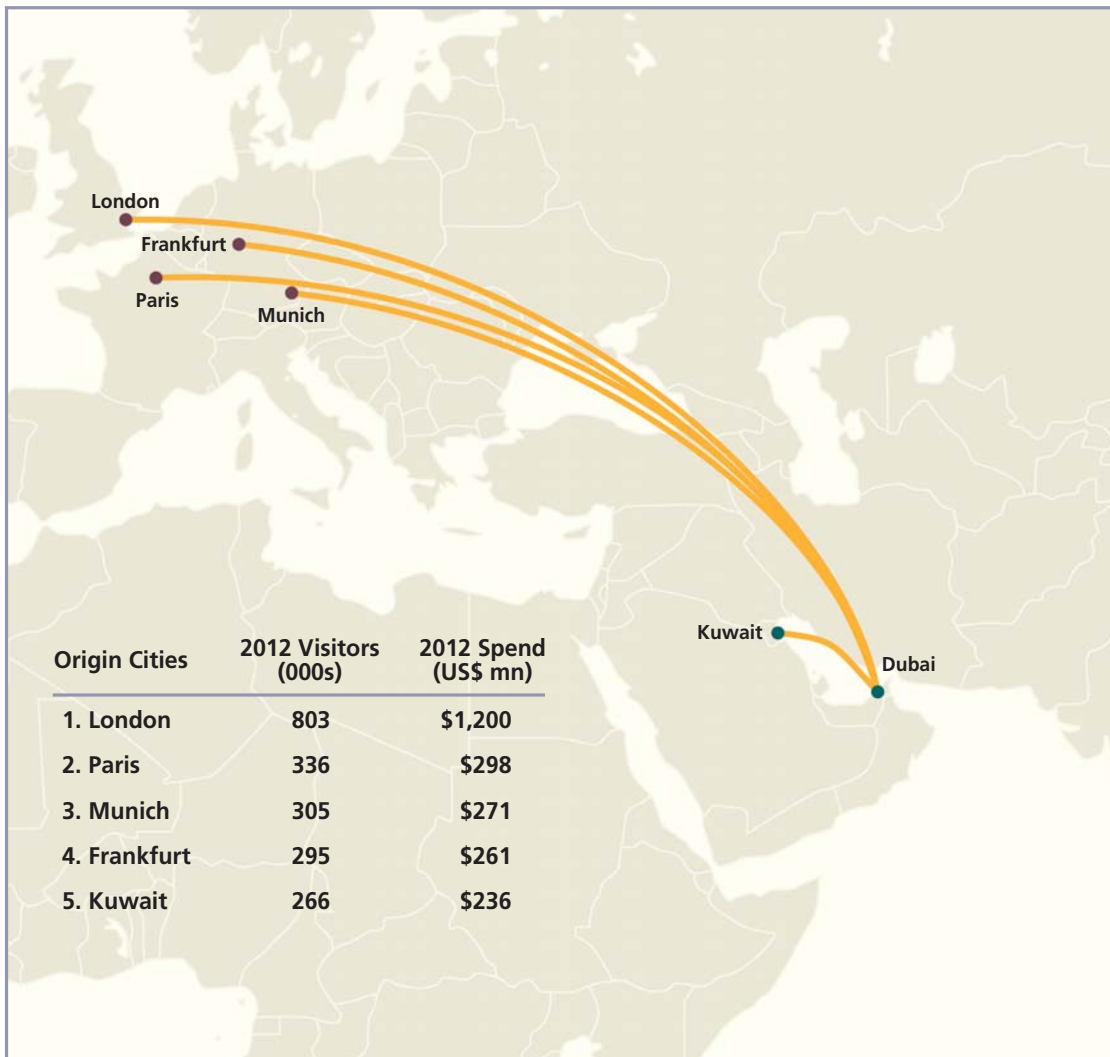 London
Frankfurt
Paris
Munich
Kuwait
Dubai
Origin Cities 2012 Visitors (000s) 2012 Spend (US$ mn)
1. London 803 $1,200
2. Paris 336 $298
3. Munich 305 $271
4. Frankfurt 295 $261
5. Kuwait 266 $236